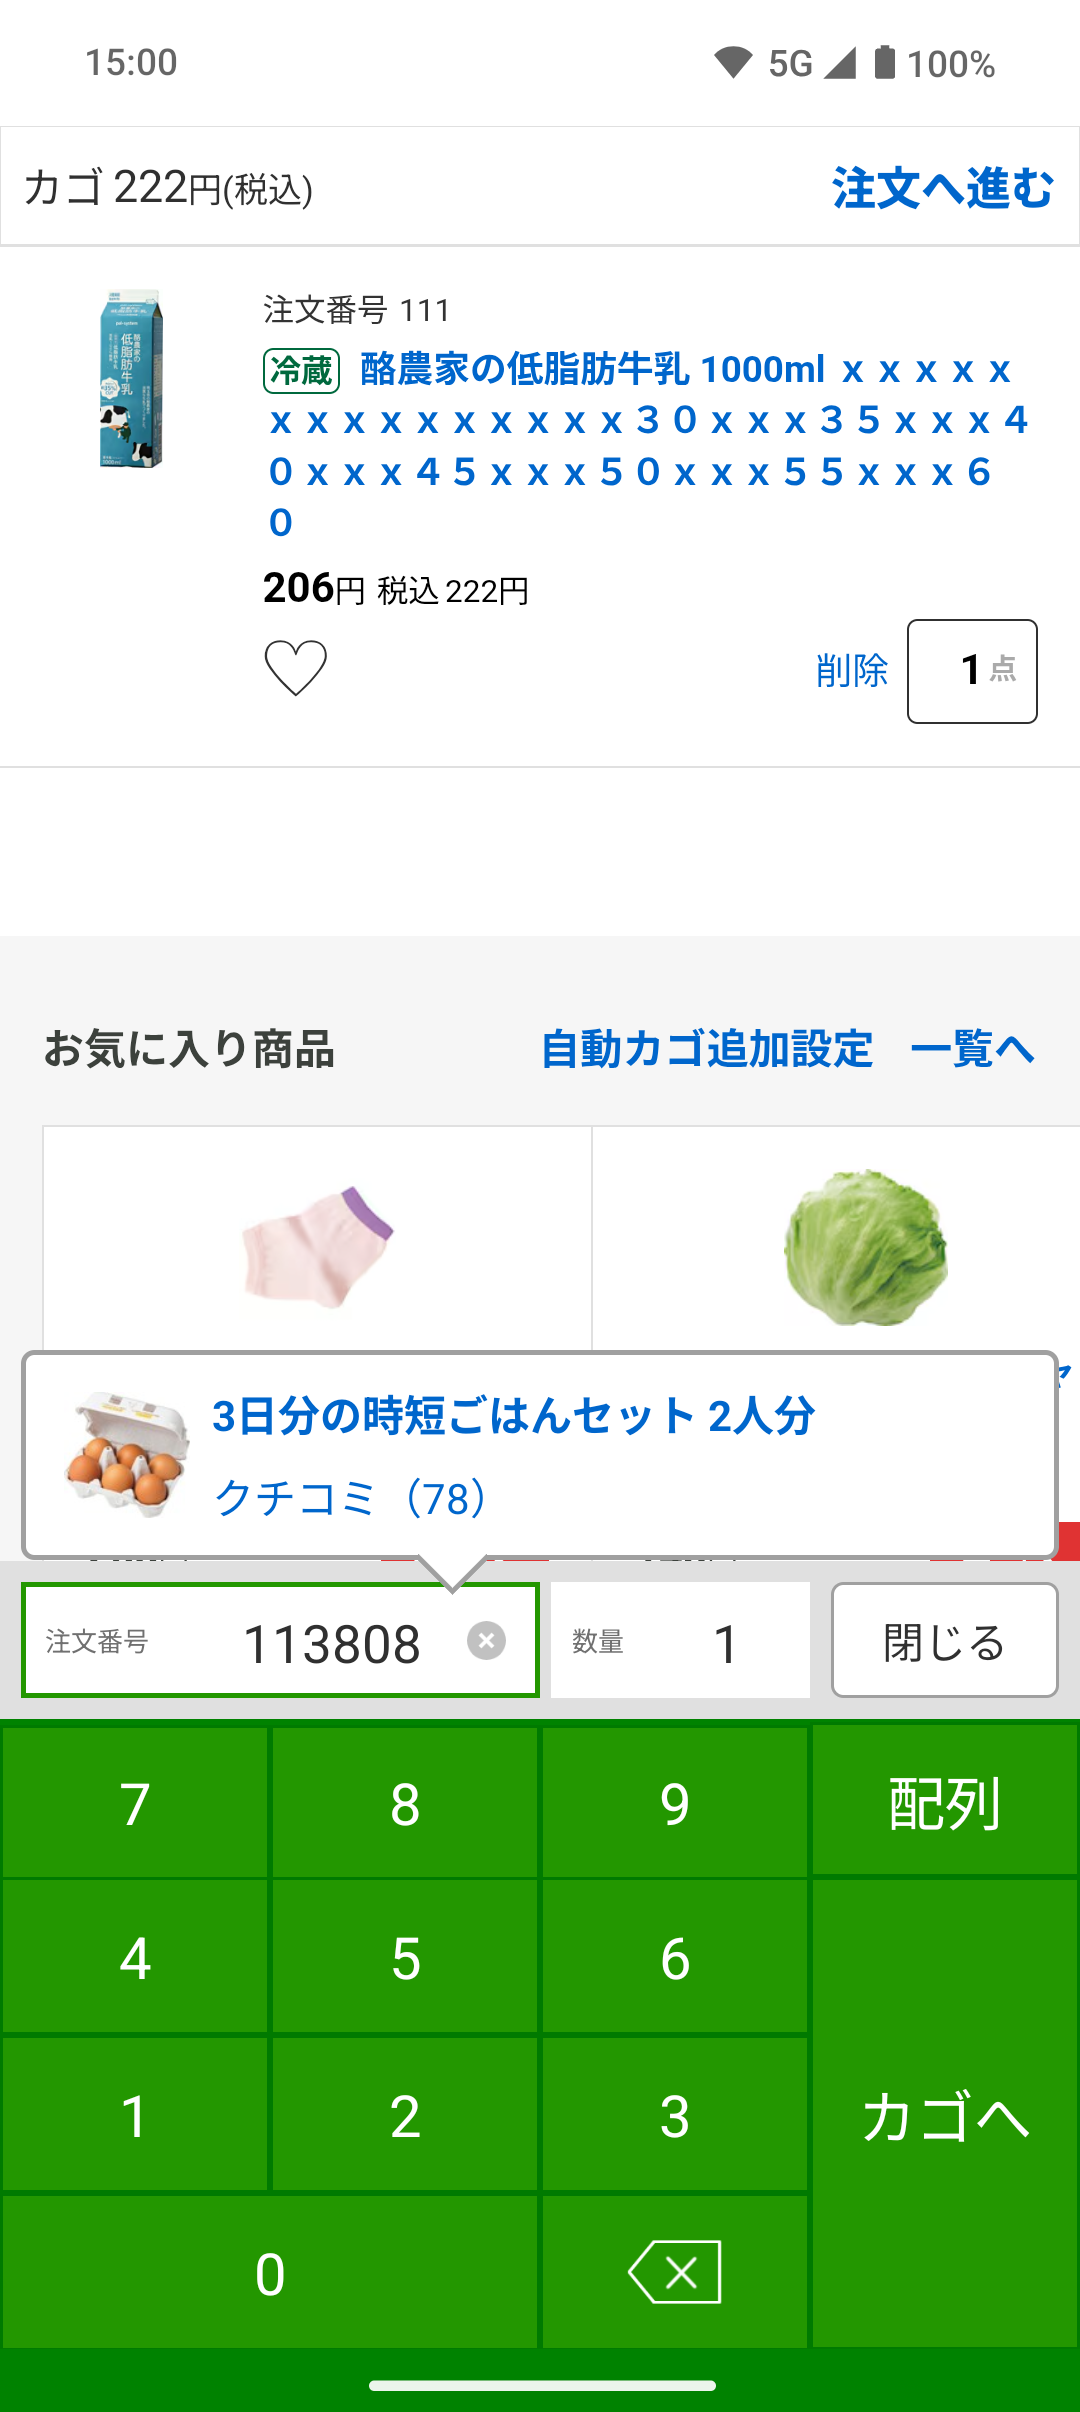 15:00 5G 100%
カゴ 222円(税込) 注文へ進む
注文番号 111
冷蔵 酪農家の低脂肪牛乳 1000ml ｘｘｘｘｘ
ｘｘｘｘｘｘｘｘｘｘ３０ｘｘｘ３５ｘｘｘ４
０ｘｘｘ４５ｘｘｘ５０ｘｘｘ５５ｘｘｘ６
０
206円 税込 222円
削除 1 点
お気に入り商品 自動カゴ追加設定 一覧へ
3日分の時短ごはんセット 2人分
クチコミ（78）
注文番号 113808 数量 1 閉じる
7 8 9 配列
4 5 6
1 2 3 カゴへ
0